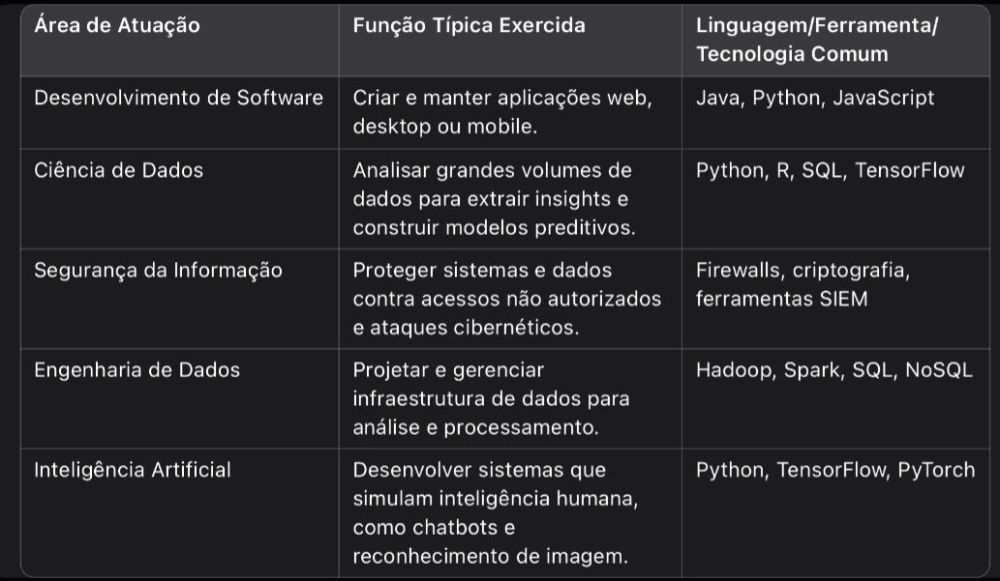 Área de Atuação
Função Típica Exercida
Linguagem/Ferramenta/
Tecnologia Comum
Desenvolvimento de Software
Criar e manter aplicações web,
desktop ou mobile.
Java, Python, JavaScript
Ciência de Dados
Analisar grandes volumes de
dados para extrair insights e
construir modelos preditivos.
Python, R, SQL, TensorFlow
Segurança da Informação
Proteger sistemas e dados
contra acessos não autorizados
e ataques cibernéticos.
Firewalls, criptografia,
ferramentas SIEM
Engenharia de Dados
Projetar e gerenciar
infraestrutura de dados para
análise e processamento.
Hadoop, Spark, SQL, NoSQL
Inteligência Artificial
Desenvolver sistemas que
simulam inteligência humana,
como chatbots e
reconhecimento de imagem.
Python, TensorFlow, PyTorch